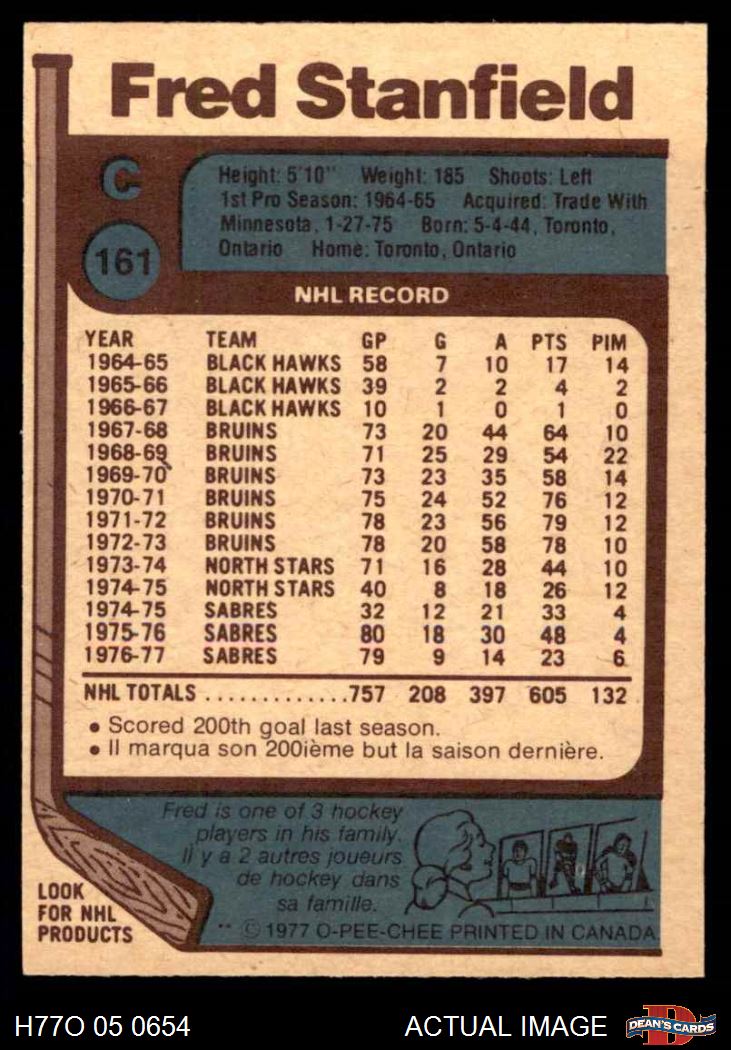 Fred Stanfield
C
161
Height: 5'10" Weight: 185 Shoots: Left
1st Pro Season: 1964-65 Acquired: Trade With
Minnesota, 1-27-75 Born: 5-4-44, Toronto,
Ontario Home: Toronto, Ontario
NHL RECORD
YEAR TEAM GP G A PTS PIM
1964-65 BLACK HAWKS 58 7 10 17 14
1965-66 BLACK HAWKS 39 2 2 4 2
1966-67 BLACK HAWKS 10 1 0 1 0
1967-68 BRUINS 73 20 44 64 10
1968-69 BRUINS 71 25 29 54 22
1969-70 BRUINS 73 23 35 58 14
1970-71 BRUINS 75 24 52 76 12
1971-72 BRUINS 78 23 56 79 12
1972-73 BRUINS 78 20 58 78 10
1973-74 NORTH STARS 71 16 28 44 10
1974-75 NORTH STARS 40 8 18 26 12
1974-75 SABRES 32 12 21 33 4
1975-76 SABRES 80 18 30 48 4
1976-77 SABRES 79 9 14 23 6
NHL TOTALS .............757 208 397 605 132
• Scored 200th goal last season.
• Il marqua son 200ième but la saison dernière.
Fred is one of 3 hockey
players in his family.
Il y a 2 autres joueurs
de hockey dans
sa famille.
LOOK
FOR NHL
PRODUCTS
** © 1977 O-PEE-CHEE PRINTED IN CANADA
H77O 05 0654 ACTUAL IMAGE
D
DEAN'S CARDS